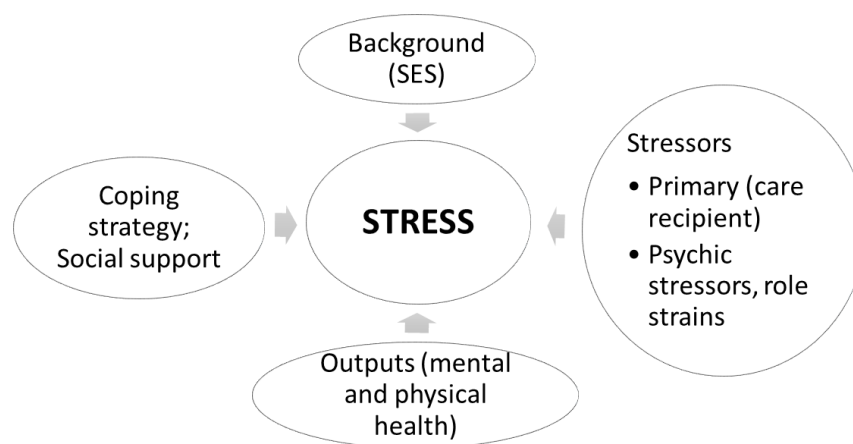 Background
(SES)
Coping
strategy;
Social support
STRESS
Stressors
• Primary (care
recipient)
• Psychic
stressors, role
strains
Outputs (mental
and physical
health)